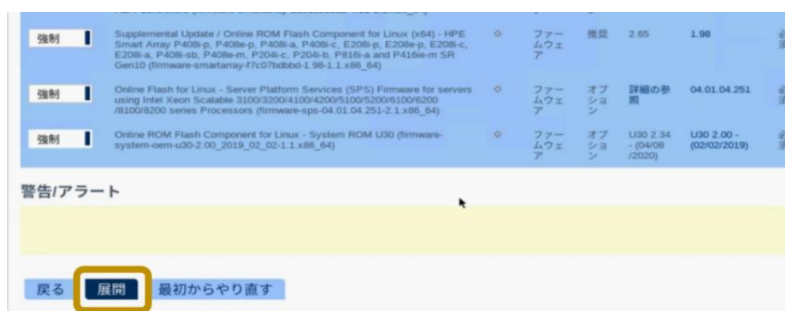 強制
Supplemental Update / Online ROM Flash Component for Linux (x64) - HPE
Smart Array P408i-p, P408e-p, P408i-a, P408i-c, E208i-p, E208e-p, E208i-c,
E208i-a, P408i-sb, P408e-m, P204i-c, P204i-b, P816i-a and P416ie-m SR
Gen10 (firmware-smartarray-f7c07bdbbd-1.98-1.1.x86_64)
ファー
ムウェ
ア
推奨
2.65
1.98
強制
Online Flash for Linux - Server Platform Services (SPS) Firmware for servers
using Intel Xeon Scalable 3100/3200/4100/4200/5100/5200/6100/6200
/8100/8200 series Processors (firmware-sps-04.01.04.251-2.1.x86_64)
ファー
ムウェ
ア
オプ
ショ
ン
詳細の参
照
04.01.04.251
強制
Online ROM Flash Component for Linux - System ROM U30 (firmware-
system-oem-u30-2.00_2019_02_02-1.1.x86_64)
ファー
ムウェ
ア
オプ
ショ
ン
U30 2.34
- (04/08
/2020)
U30 2.00 -
(02/02/2019)
警告/アラート
戻る
展開
最初からやり直す